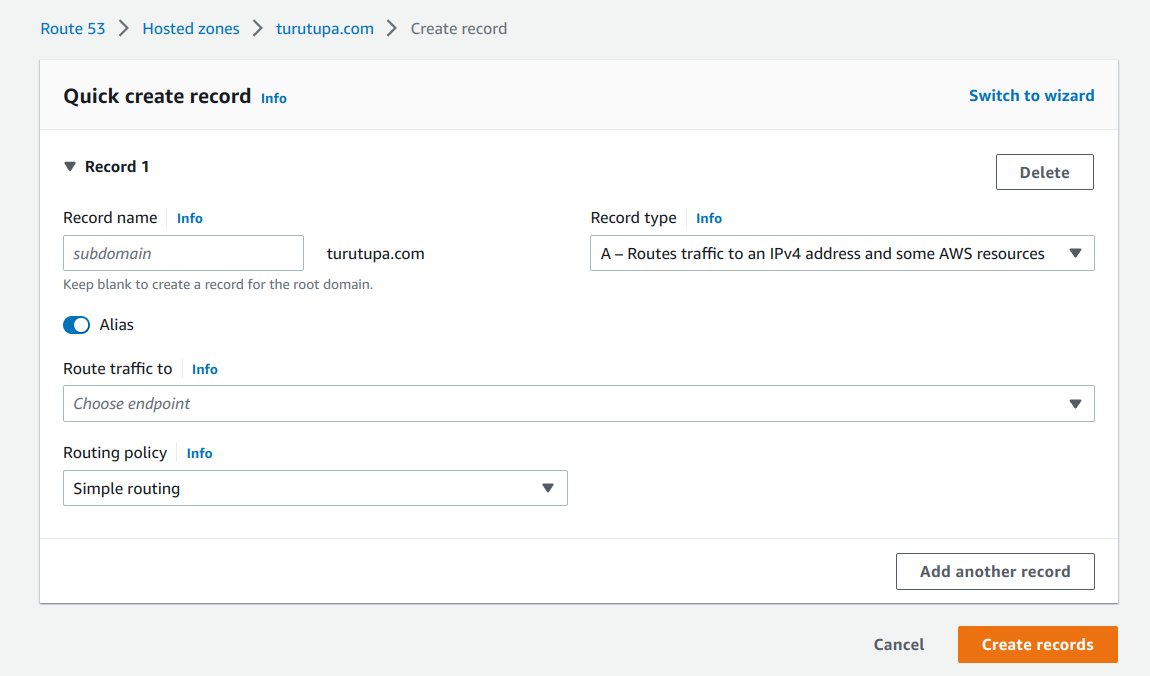 Route 53 > Hosted zones > turutupa.com > Create record
Quick create record Info
Switch to wizard
Record 1
Delete
Record name Info
subdomain
turutupa.com
Keep blank to create a record for the root domain.
Record type Info
A – Routes traffic to an IPv4 address and some AWS resources
Alias
Route traffic to Info
Choose endpoint
Routing policy Info
Simple routing
Add another record
Cancel
Create records